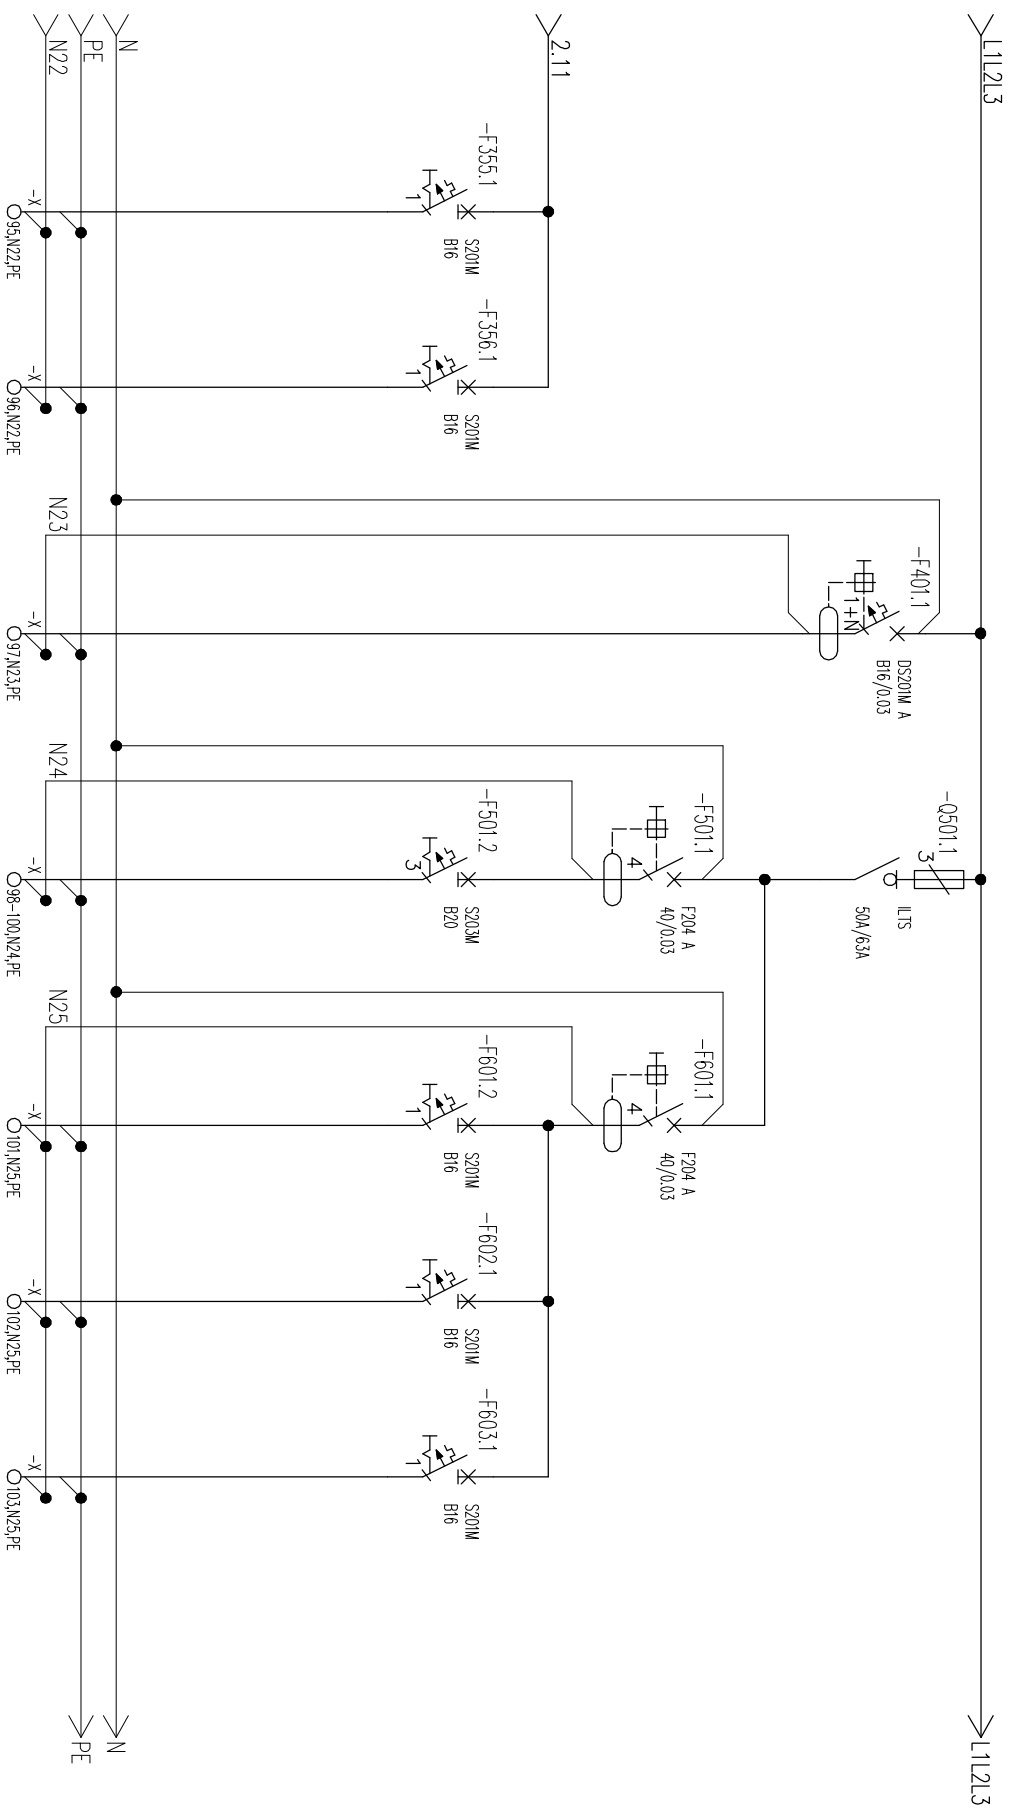 L1L2L3
L1L2L3
-Q501.1
3
ILTS
50A/63A
-F401.1
1+N
DS201M A
B16/0.03
-F501.1
4
F204 A
40/0.03
-F601.1
4
F204 A
40/0.03
2.11
-F355.1
1
S201M
B16
-F356.1
1
S201M
B16
-F501.2
3
S203M
B20
-F601.2
1
S201M
B16
-F602.1
1
S201M
B16
-F603.1
1
S201M
B16
N
N
PE
PE
N22
N23
N24
N25
-X
95,N22,PE
-X
96,N22,PE
-X
97,N23,PE
-X
98-100,N24,PE
-X
101,N25,PE
-X
102,N25,PE
-X
103,N25,PE